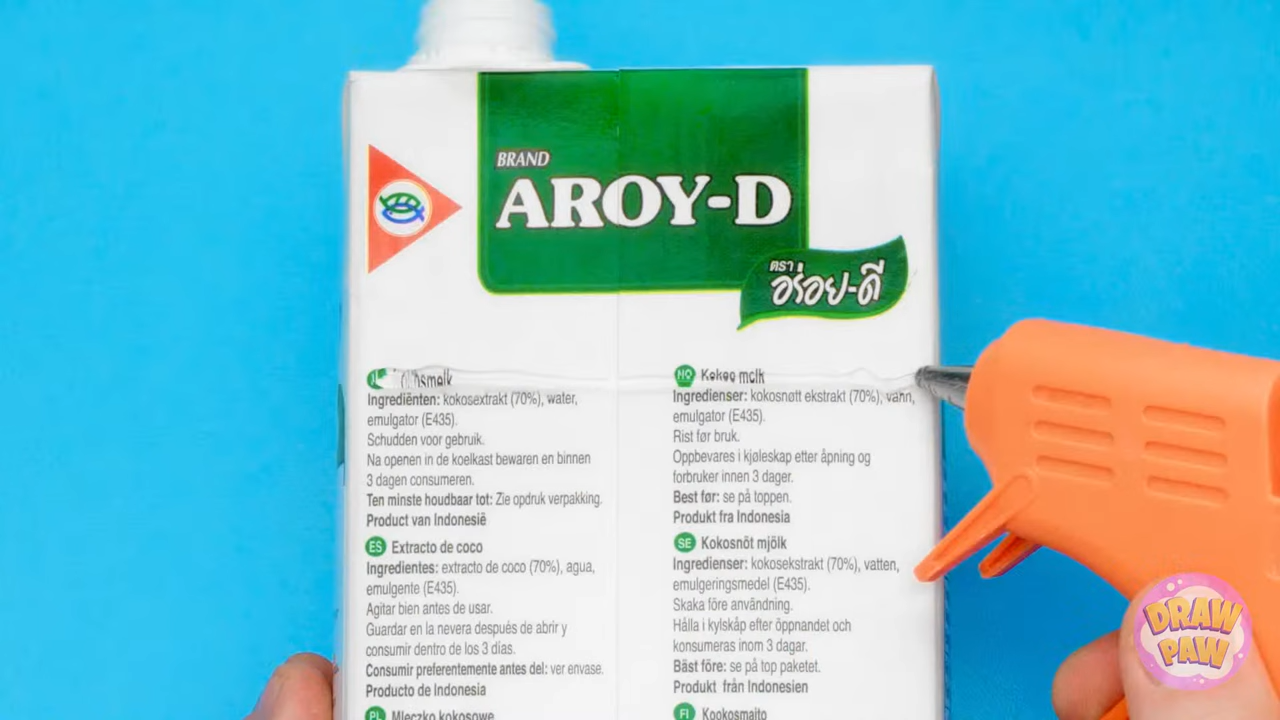 BRAND
AROY-D
ตรา
อร่อย-ดี
Ingrediënten: kokosextrakt (70%), water,
emulgator (E435).
Schudden voor gebruik.
Na openen in de koelkast bewaren en binnen
3 dagen consumeren.
Ten minste houdbaar tot: Zie opdruk verpakking.
Product van Indonesië
ES Extracto de coco
Ingredientes: extracto de coco (70%), agua,
emulgente (E435).
Agitar bien antes de usar.
Guardar en la nevera después de abrir y
consumir dentro de los 3 días.
Consumir preferentemente antes del: ver envase.
Producto de Indonesia
PL Mleczko kokosowe
NO
Ingredienser: kokosnøtt ekstrakt (70%), vann,
emulgator (E435).
Rist før bruk.
Oppbevares i kjøleskap etter åpning og
forbruker innen 3 dager.
Best før: se på toppen.
Produkt fra Indonesia
SE Kokosnöt mjölk
Ingredienser: kokosekstrakt (70%), vatten,
emulgeringsmedel (E435).
Skaka före användning.
Hålla i kylskåp efter öppnandet och
konsumeras inom 3 dagar.
Bäst före: se på top paketet.
Produkt från Indonesien
FI Kookosmaito
DRAW
PAW